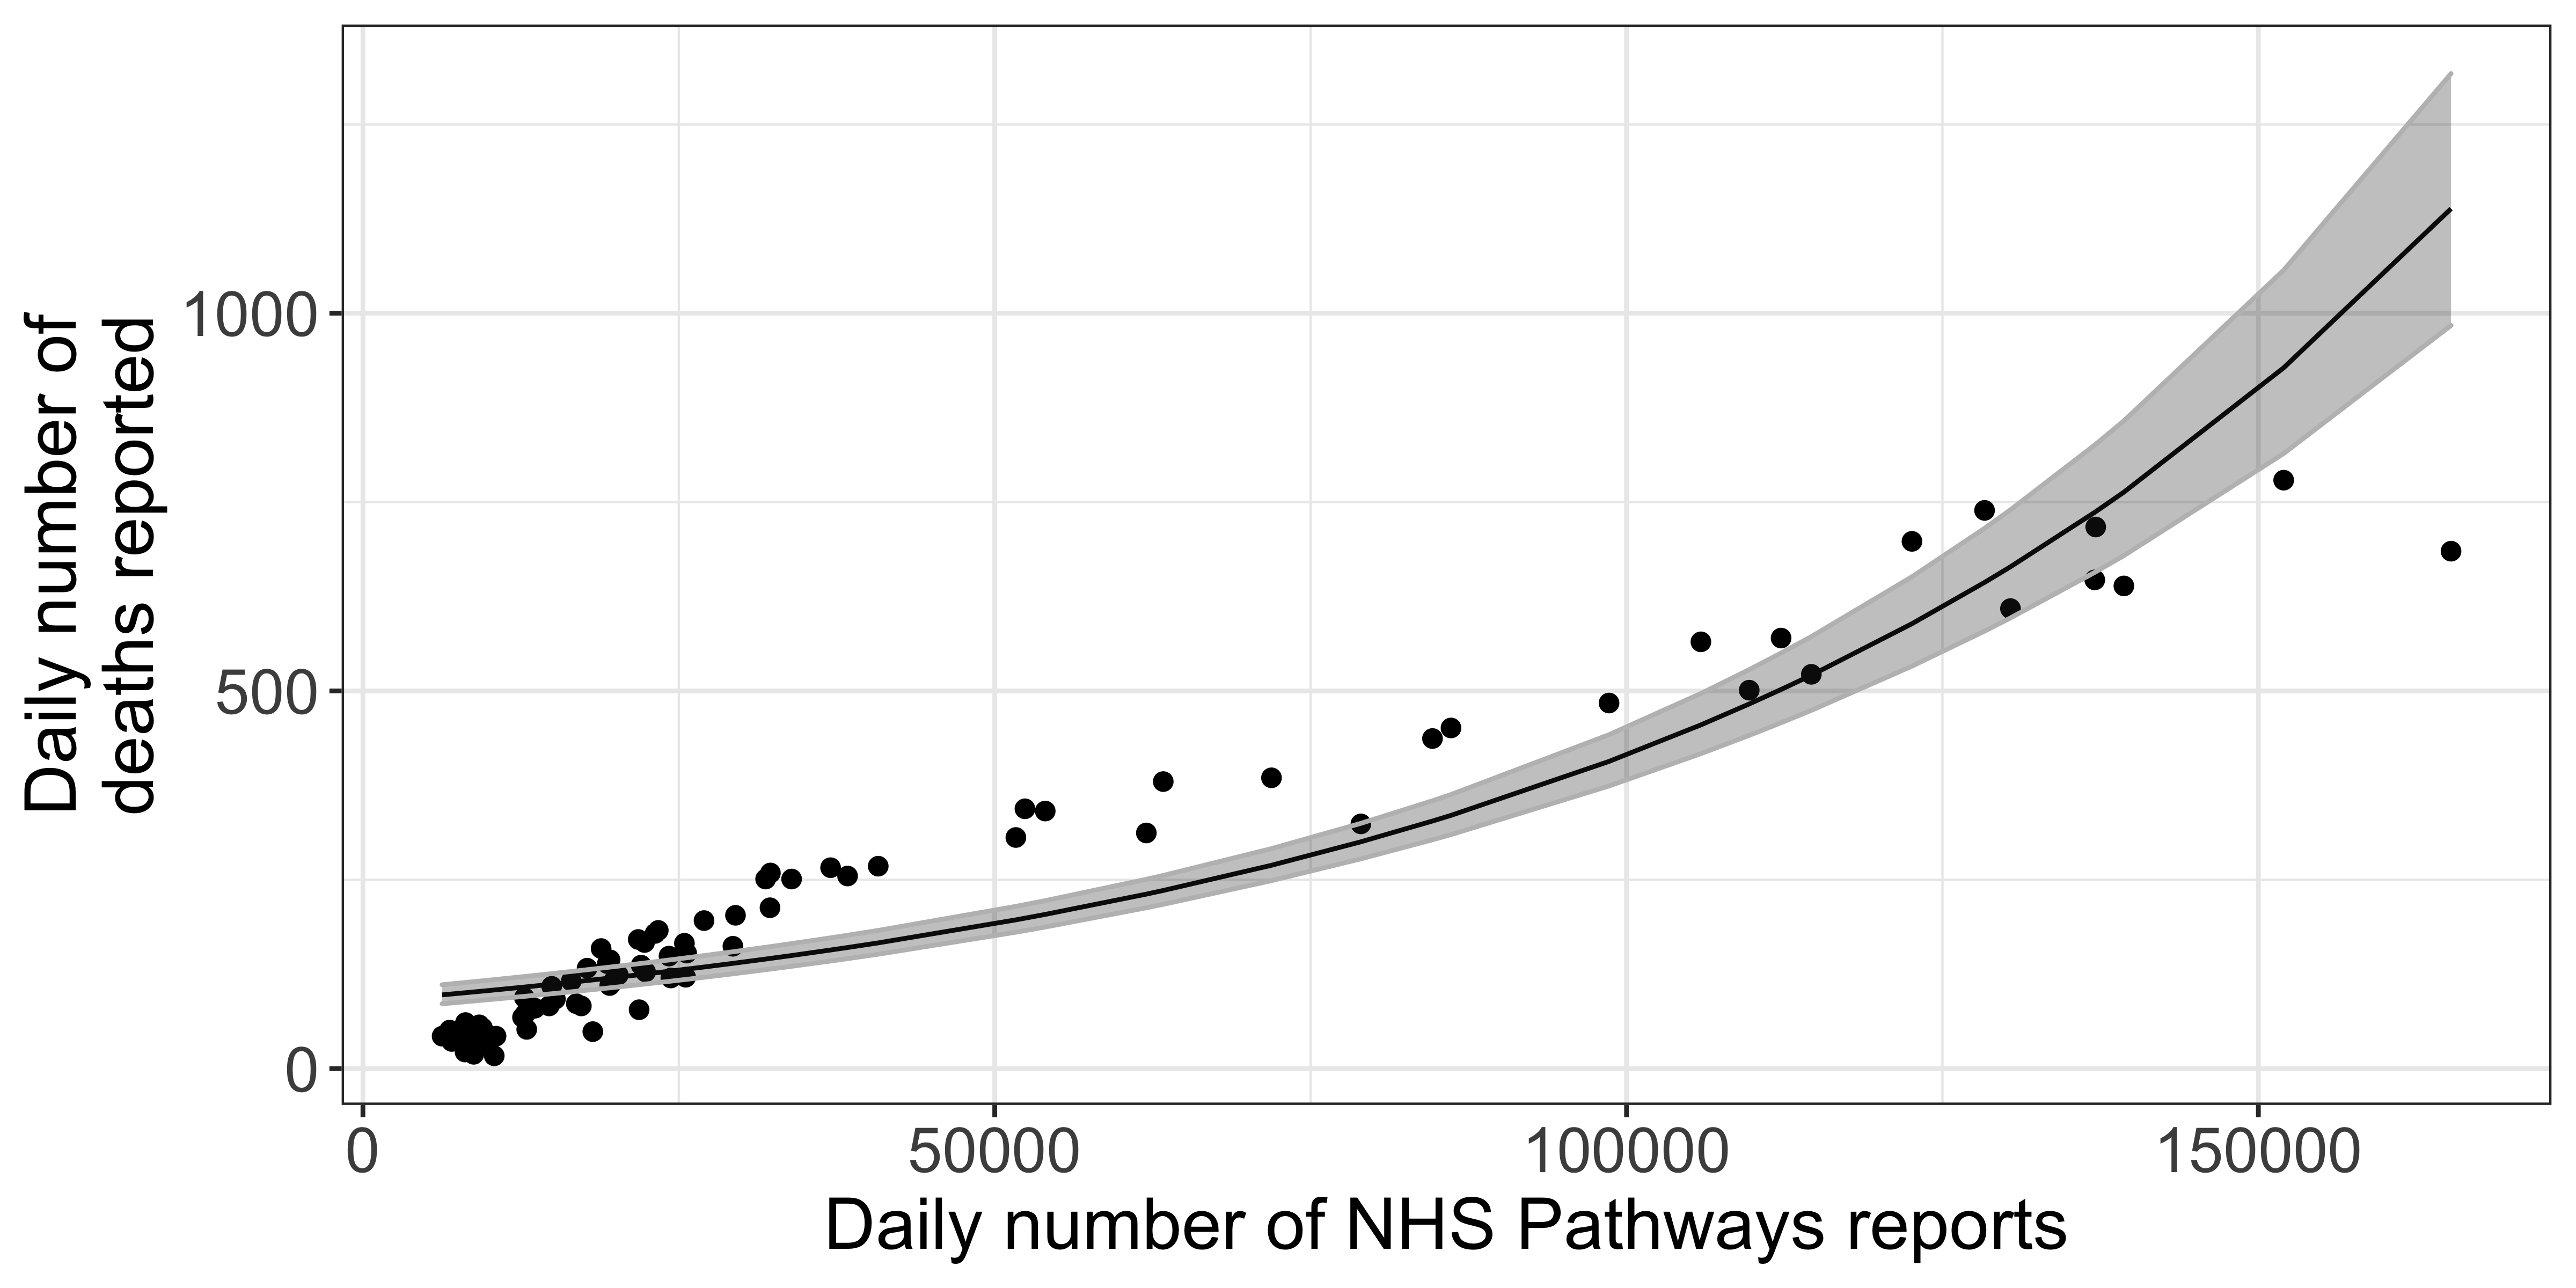 Daily number of
deaths reported
1000
500
0
0 50000 100000 150000
Daily number of NHS Pathways reports